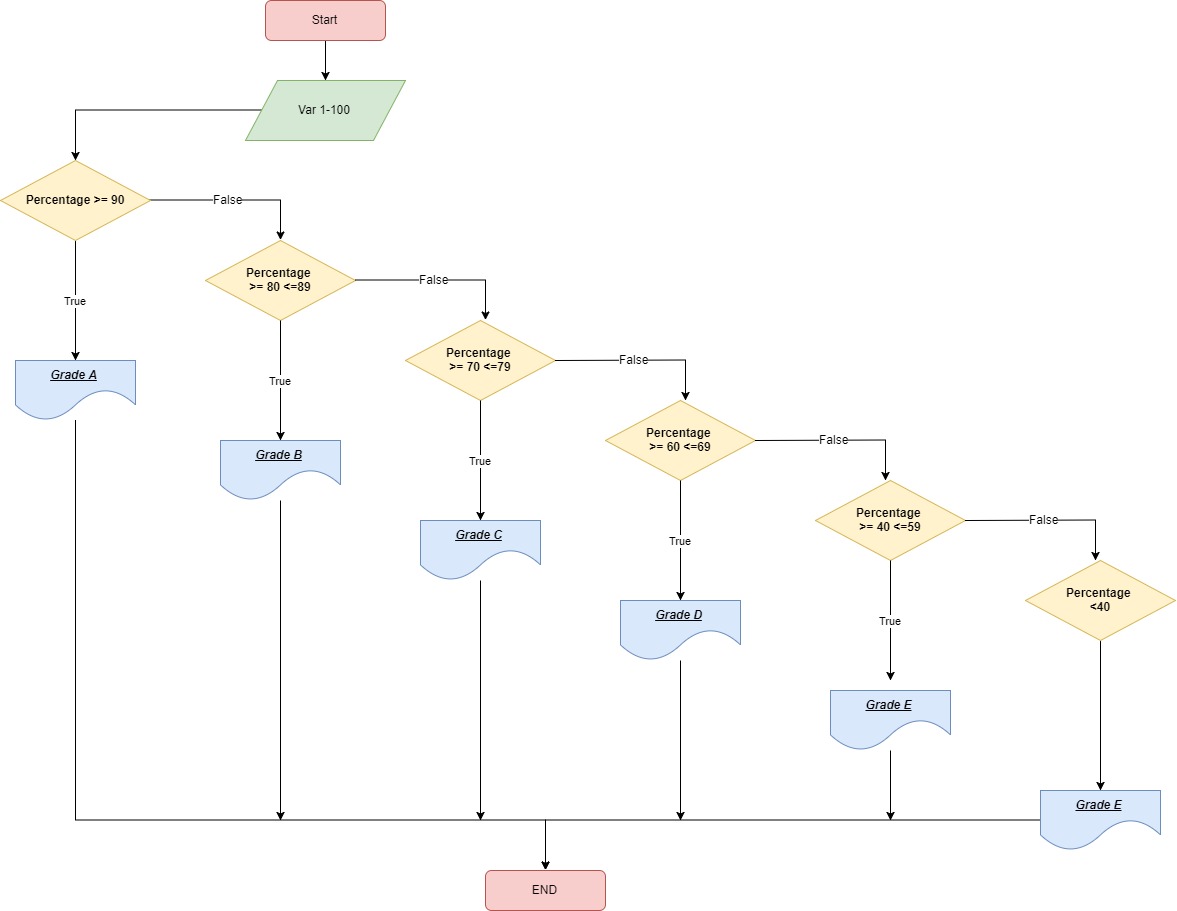 Start
Var 1-100
Percentage >= 90
False
Percentage
>= 80 <=89
False
True
Percentage
>= 70 <=79
False
Grade A
True
Percentage
>= 60 <=69
False
Grade B
True
Percentage
>= 40 <=59
False
Grade C
True
Percentage
<40
Grade D
True
Grade E
Grade E
END